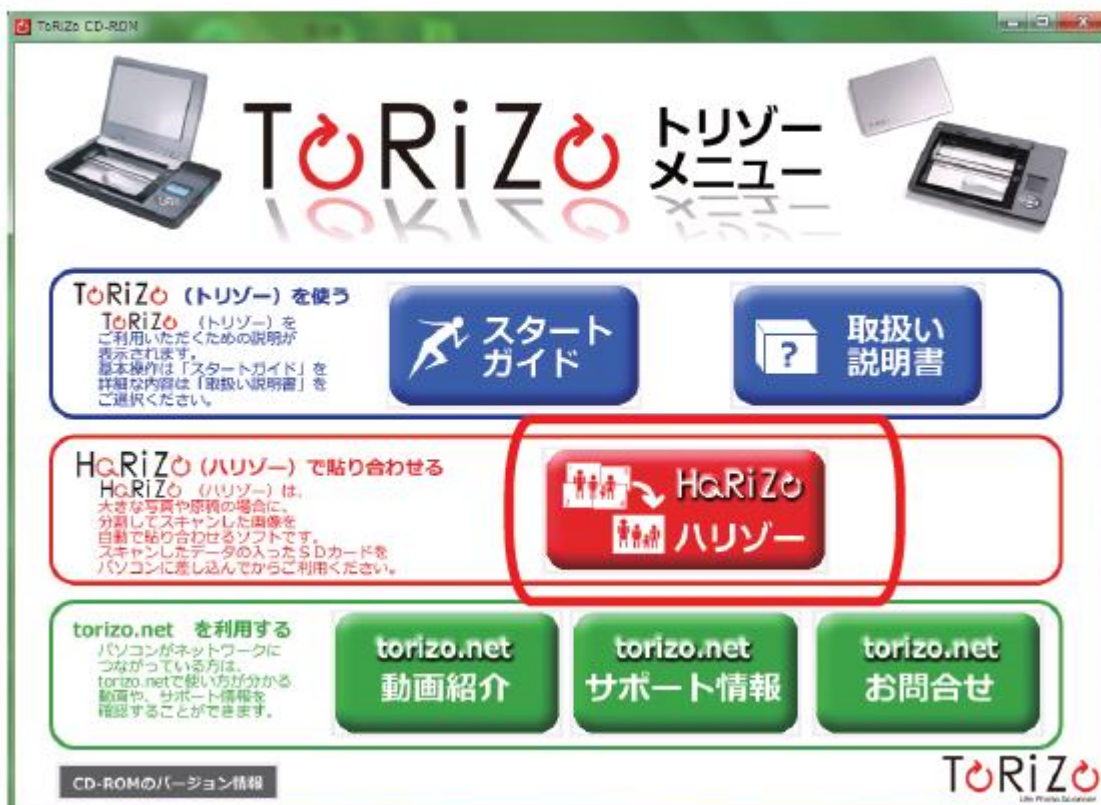 ToRiZo CD-ROM
ToRiZo トリゾー
メニュー
ToRiZo (トリゾー) を使う
ToRiZo (トリゾー) を
ご利用いただくための説明が
表示されます。
基本操作は「スタートガイド」を
詳細な内容は「取扱い説明書」を
ご選択ください。
スタート
ガイド
?
取扱い
説明書
HaRiZo (ハリゾー) で貼り合わせる
HaRiZo (ハリゾー) は、
大きな写真や原稿の場合に、
分割してスキャンした画像を
自動で貼り合わせるソフトです。
スキャンしたデータの入ったSDカードを
パソコンに差し込んでからご利用ください。
HaRiZo
ハリゾー
torizo.net を利用する
パソコンがネットワークに
つながっている方は、
torizo.netで使い方が分かる
動画や、サポート情報を
確認することができます。
torizo.net
動画紹介
torizo.net
サポート情報
torizo.net
お問合せ
CD-ROMのバージョン情報
ToRiZo